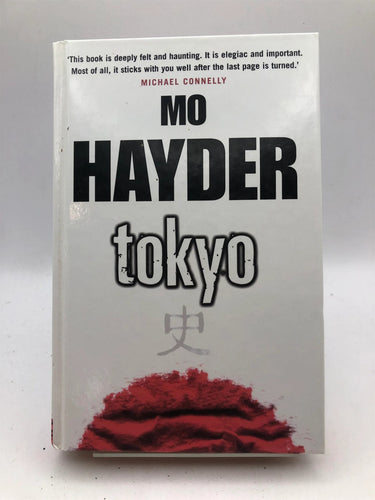 'This book is deeply felt and haunting. It is elegiac and important.
Most of all, it sticks with you well after the last page is turned.'
MICHAEL CONNELLY
MO
HAYDER
tokyo
史